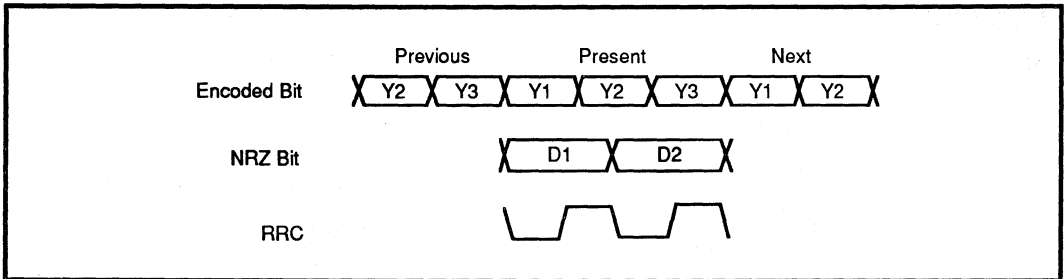 Previous Present Next
Encoded Bit Y2 Y3 Y1 Y2 Y3 Y1 Y2
NRZ Bit D1 D2
RRC